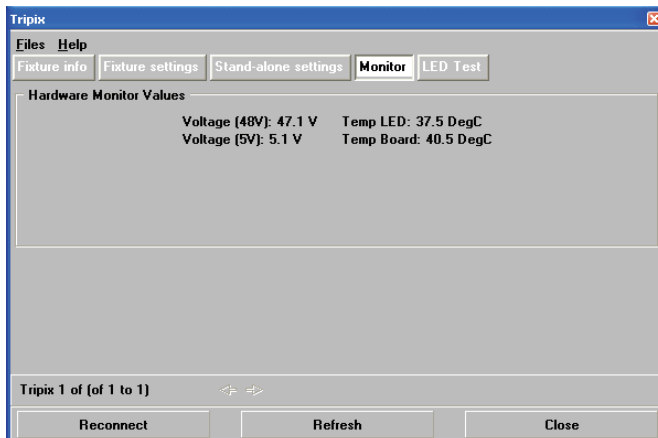 Tripix
Files Help
Fixture info Fixture settings Stand-alone settings Monitor LED Test
Hardware Monitor Values
Voltage (48V): 47.1 V Temp LED: 37.5 DegC
Voltage (5V): 5.1 V Temp Board: 40.5 DegC
Tripix 1 of (of 1 to 1)
Reconnect Refresh Close